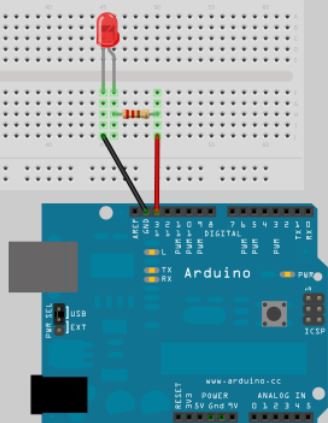 45 50
AREF
GND
13
12
PWM 11
PWM 10
PWM 9
8
7
PWM 6
PWM 5
4
PWM 3
2
TX 1
RX 0
DIGITAL
L
TX
RX
Arduino
PWR
PWR SEL
USB
EXT
ICSP
www.arduino.cc
RESET
3V3
POWER
5V Gnd 9V
ANALOG IN
0 1 2 3 4 5